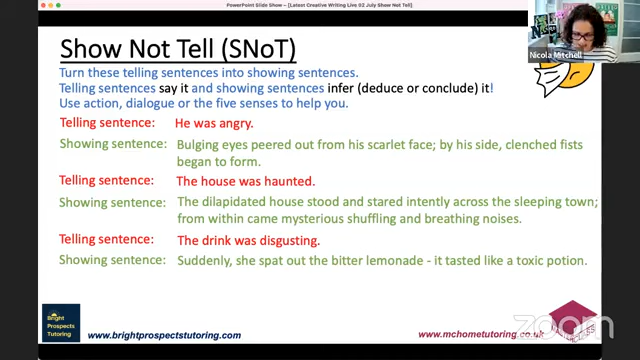 PowerPoint Slide Show - [Latest Creative Writing Live 02 July Show Not Tell]
Show Not Tell (SNoT)
Nicola Mitchell
Turn these telling sentences into showing sentences.
Telling sentences say it and showing sentences infer (deduce or conclude) it!
Use action, dialogue or the five senses to help you.
Telling sentence: He was angry.
Showing sentence: Bulging eyes peered out from his scarlet face; by his side, clenched fists
began to form.
Telling sentence: The house was haunted.
Showing sentence: The dilapidated house stood and stared intently across the sleeping town;
from within came mysterious shuffling and breathing noises.
Telling sentence: The drink was disgusting.
Showing sentence: Suddenly, she spat out the bitter lemonade - it tasted like a toxic potion.
Bright
Prospects
Tutoring
www.brightprospectstutoring.com
www.mchometutoring.co.uk
zoom